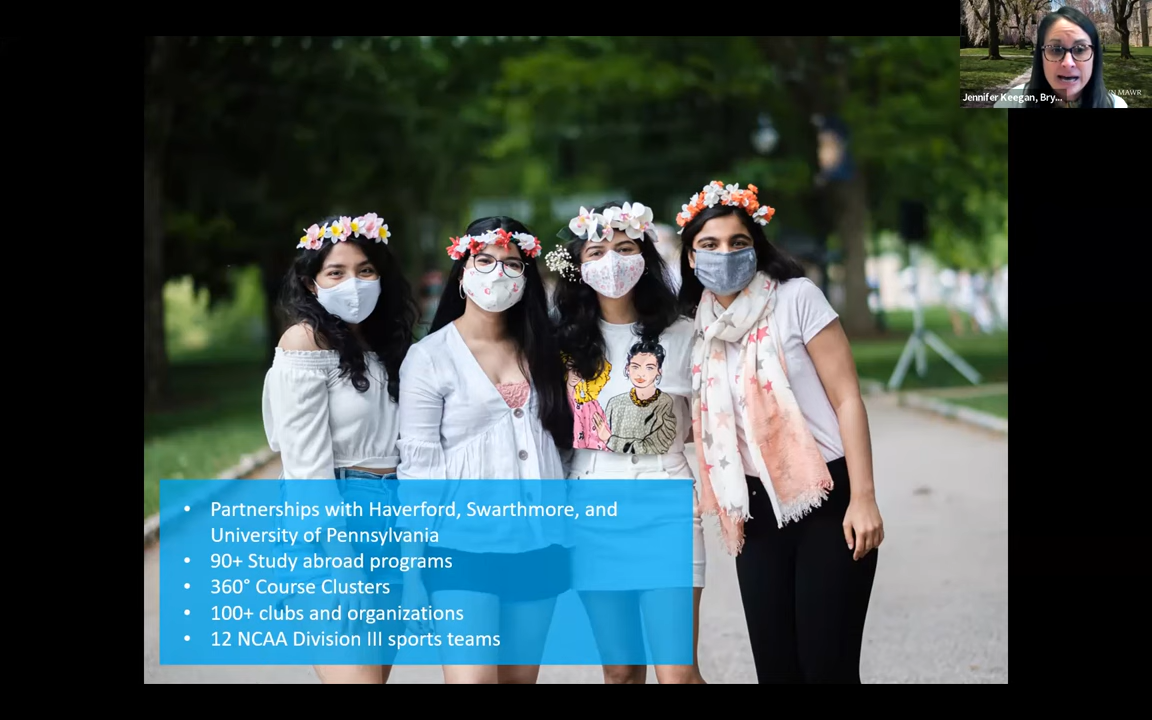 Jennifer Keegan, Bry...
MAWR
• Partnerships with Haverford, Swarthmore, and
University of Pennsylvania
• 90+ Study abroad programs
• 360° Course Clusters
• 100+ clubs and organizations
• 12 NCAA Division III sports teams